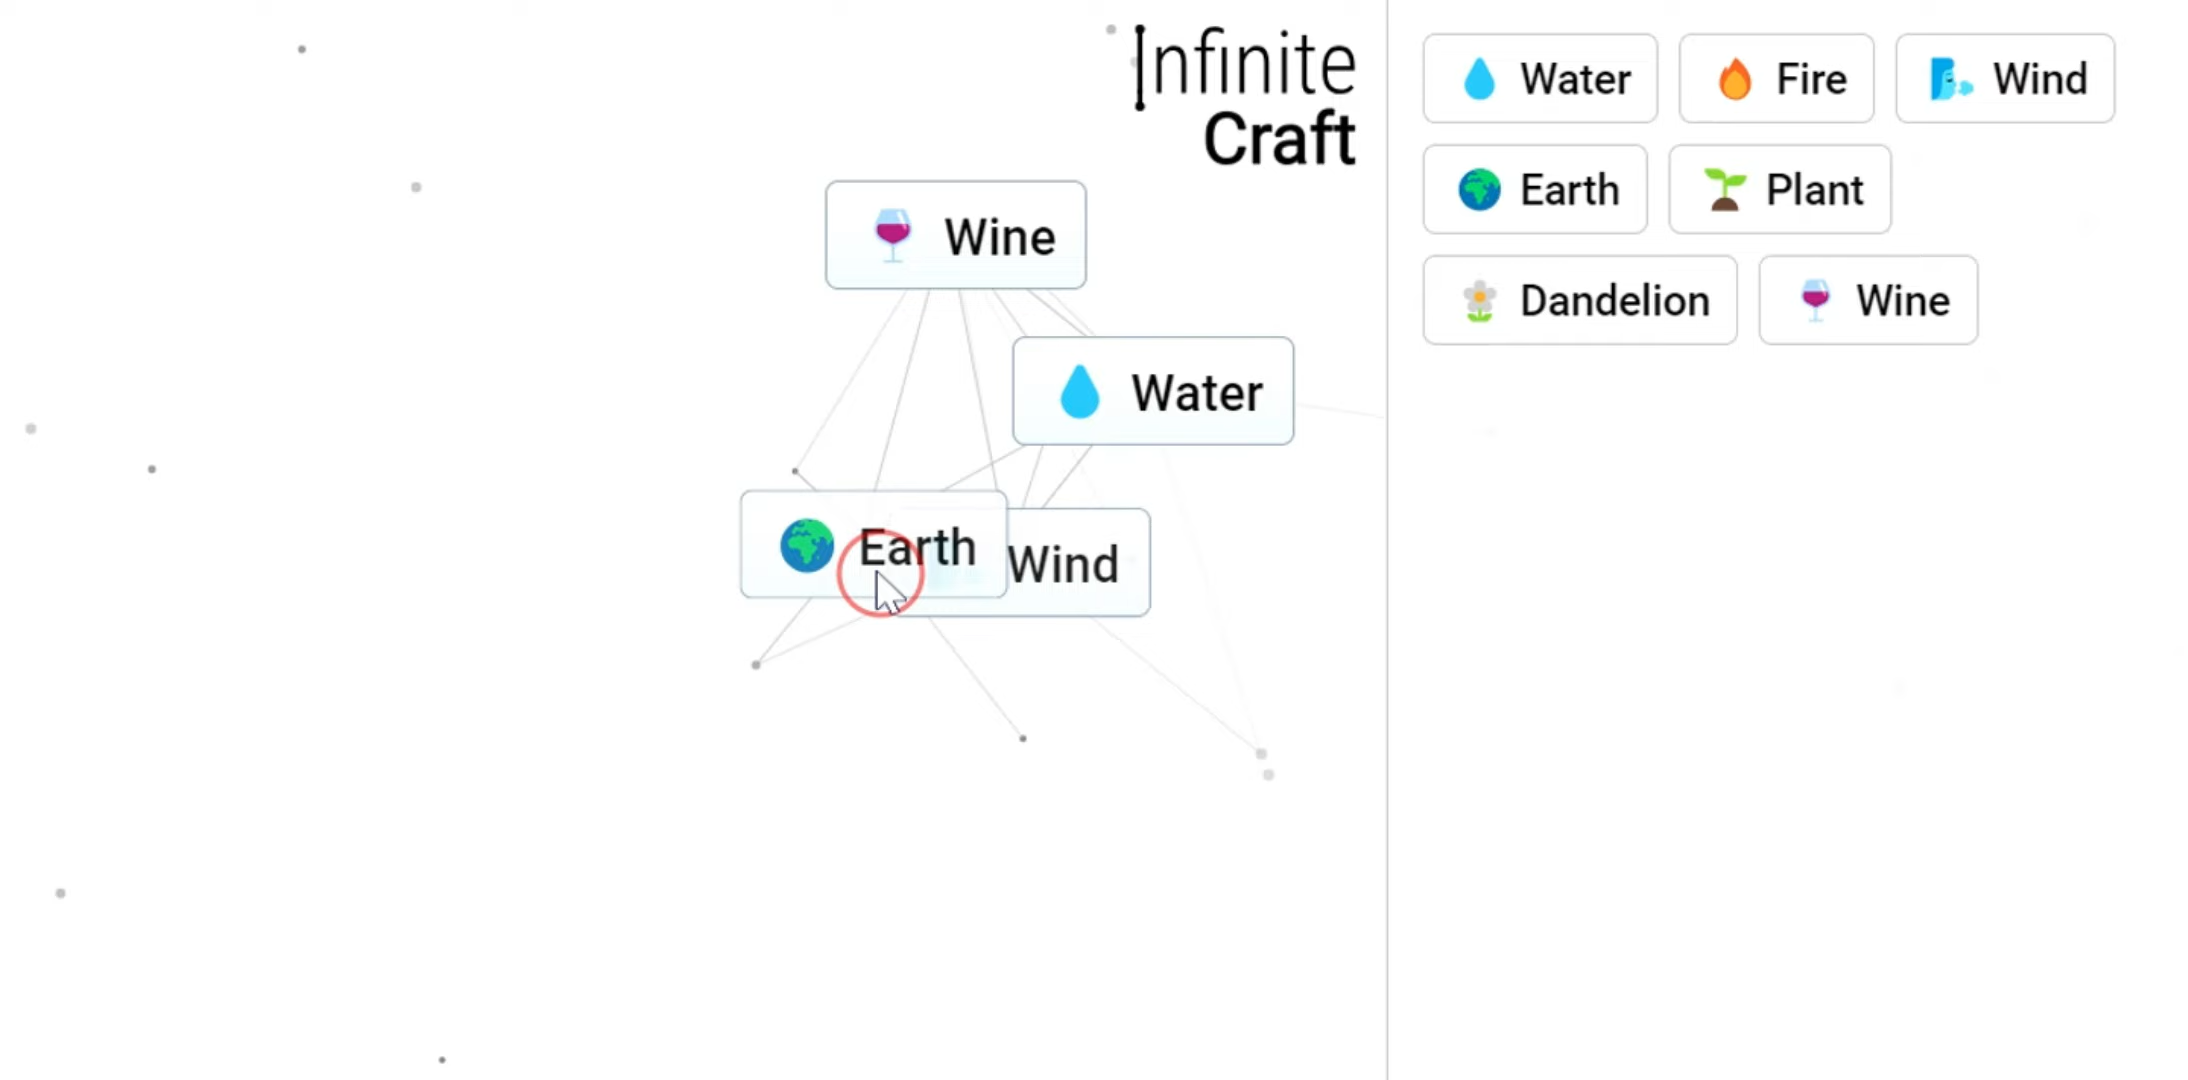 Infinite
Craft
Wine
Water
Earth
Wind
Water Fire Wind
Earth Plant
Dandelion Wine